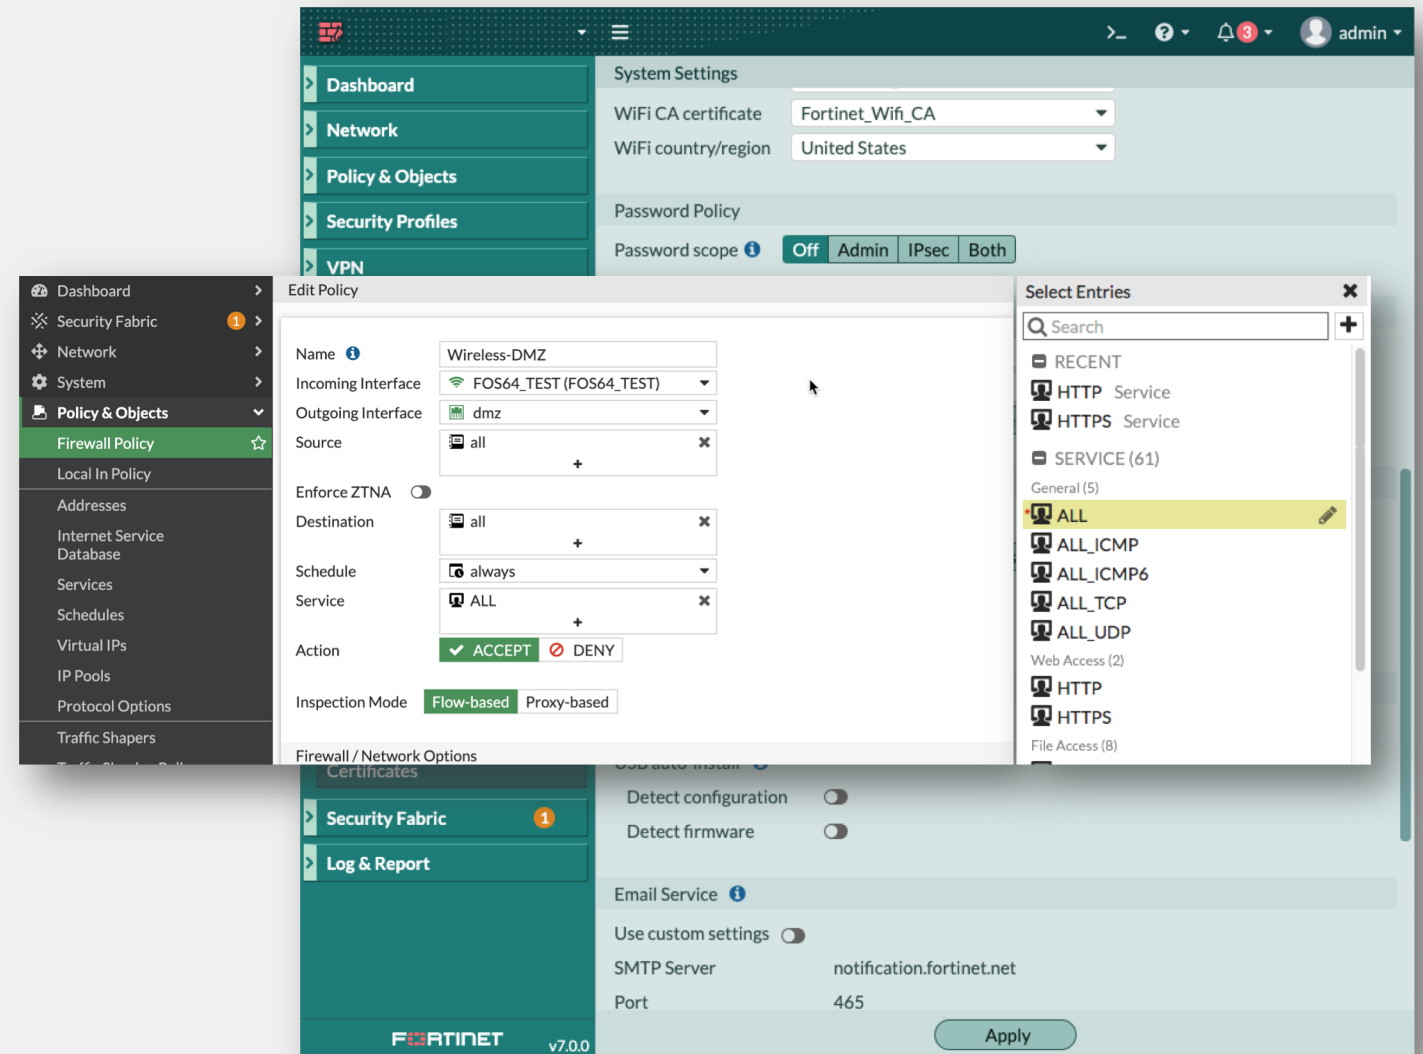 admin
3
Dashboard
Network
Policy & Objects
Security Profiles
VPN
System Settings
WiFi CA certificate
Fortinet_Wifi_CA
WiFi country/region
United States
Password Policy
Password scope
Off Admin IPsec Both
Dashboard
Security Fabric 1
Network
System
Policy & Objects
Firewall Policy
Local In Policy
Addresses
Internet Service
Database
Services
Schedules
Virtual IPs
IP Pools
Protocol Options
Traffic Shapers
Edit Policy
Name Wireless-DMZ
Incoming Interface FOS64_TEST (FOS64_TEST)
Outgoing Interface dmz
Source all
+
Enforce ZTNA
Destination all
+
Schedule always
Service ALL
+
Action ACCEPT DENY
Inspection Mode Flow-based Proxy-based
Firewall / Network Options
Select Entries
Search
RECENT
HTTP Service
HTTPS Service
SERVICE (61)
General (5)
ALL
ALL_ICMP
ALL_ICMP6
ALL_TCP
ALL_UDP
Web Access (2)
HTTP
HTTPS
File Access (8)
Certificates
Security Fabric 1
Log & Report
FORTINET
v7.0.0
Detect configuration
Detect firmware
Email Service
Use custom settings
SMTP Server notification.fortinet.net
Port 465
Apply